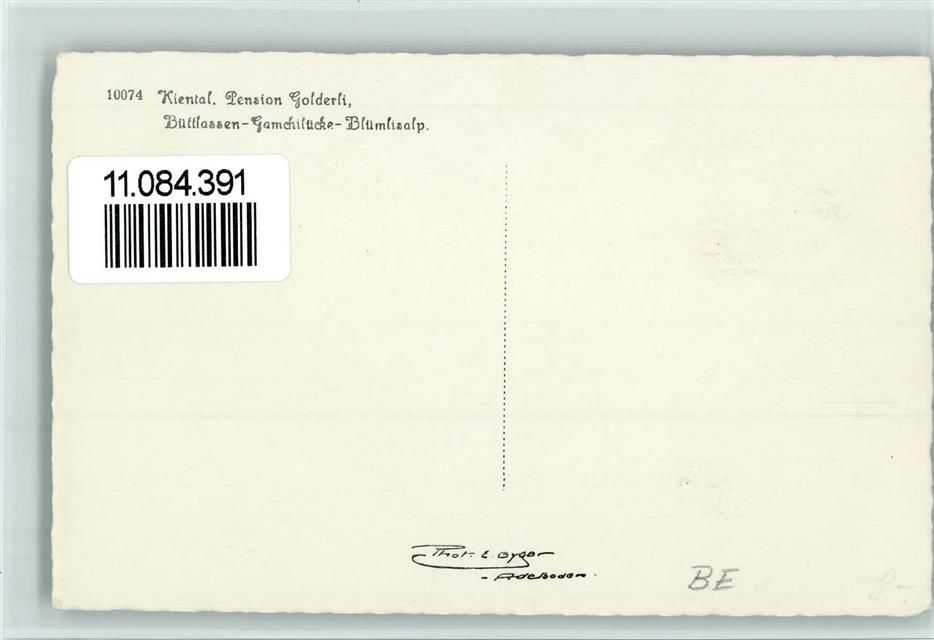 10074 Kiental. Pension Golderli,
Büttlassen-Gamchilücke-Blümlisalp.
11.084.391
Phot. E. Gyger
- Adelboden.
BE